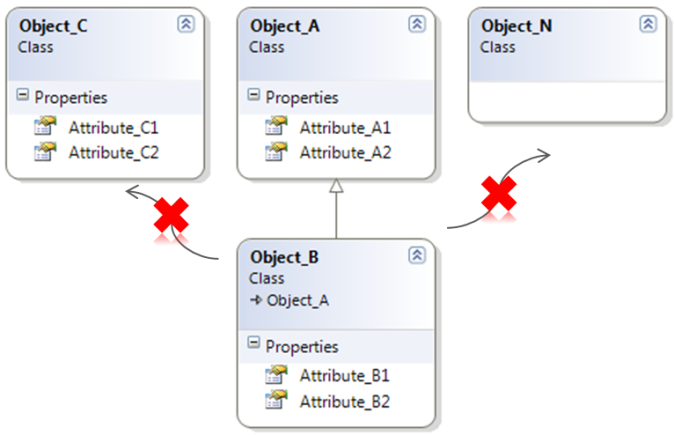 Object_C
Class
Properties
Attribute_C1
Attribute_C2
Object_A
Class
Properties
Attribute_A1
Attribute_A2
Object_N
Class
Object_B
Class
Object_A
Properties
Attribute_B1
Attribute_B2